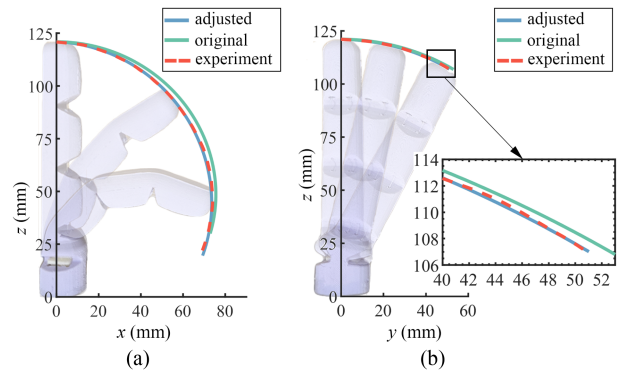 adjusted
original
experiment
125
100
75
50
25
0
z (mm)
0 20 40 60 80
x (mm)
(a)
adjusted
original
experiment
125
100
75
50
25
0
z (mm)
0 20 40 60
y (mm)
(b)
114
112
110
108
106
40 42 44 46 48 50 52